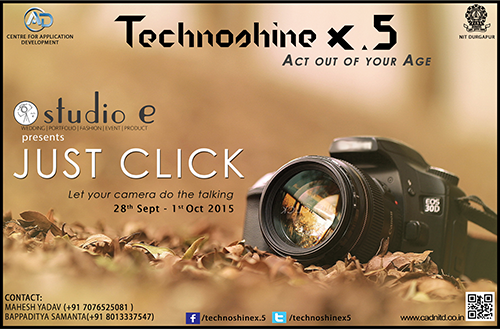 CENTRE FOR APPLICATION
DEVELOPMENT
Technoshine x.5
ACT OUT OF YOUR AGE
NIT DURGAPUR
studio e
WEDDING | PORTFOLIO | FASHION | EVENT | PRODUCT
presents
JUST CLICK
Let your camera do the talking
28th Sept - 1st Oct 2015
EOS
30D
CONTACT:
MAHESH YADAV (+91 7076525081 )
BAPPADITYA SAMANTA(+91 8013337547)
/technoshinex.5
/technoshinex.5
www.cadnitd.co.in